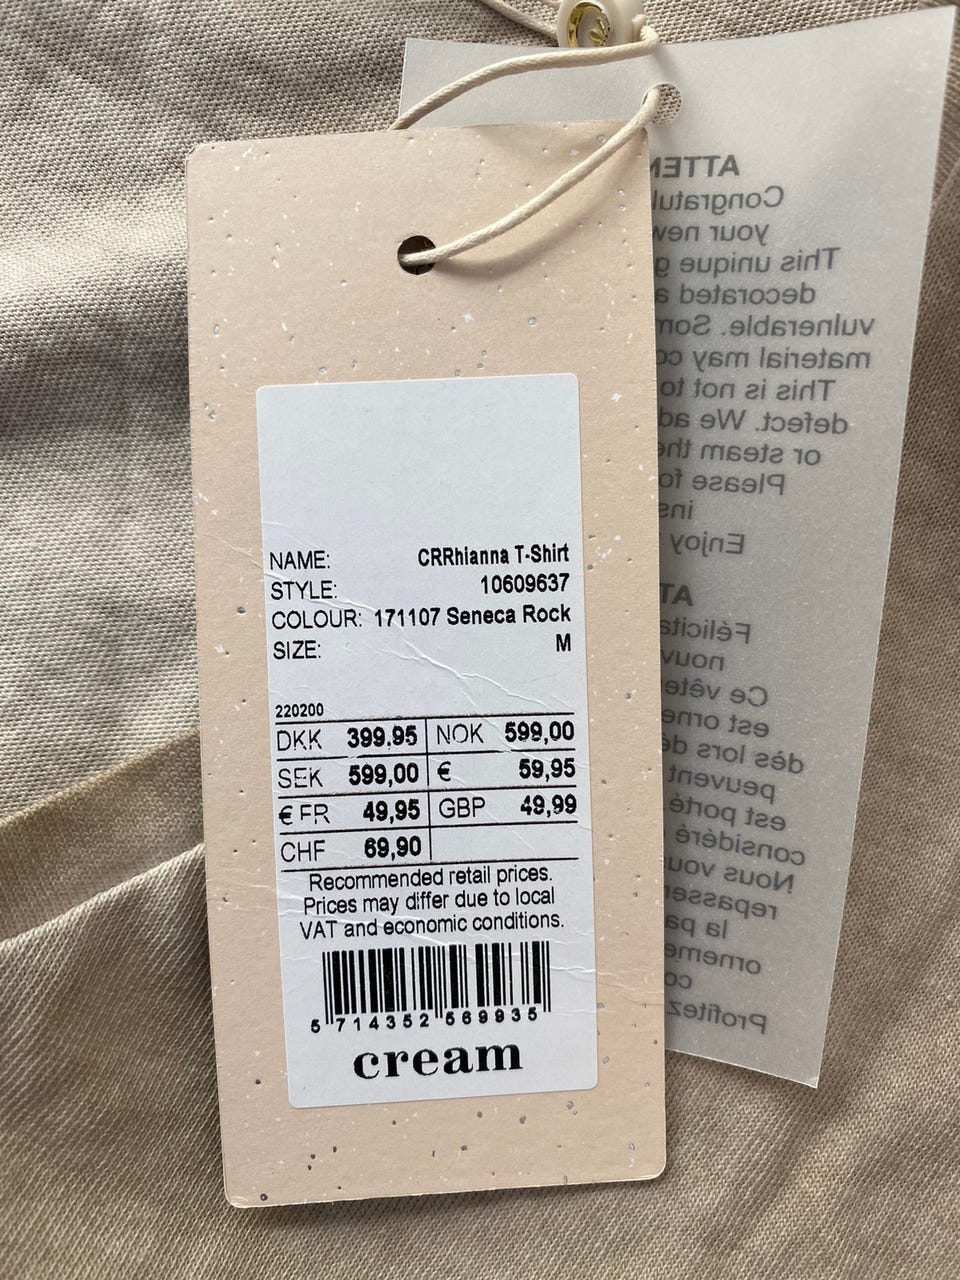 NAME: CRRhianna T-Shirt
STYLE: 10609637
COLOUR: 171107 Seneca Rock
SIZE: M
220200
DKK 399.95 NOK 599,00
SEK 599,00 € 59,95
€ FR 49,95 GBP 49,99
CHF 69,90
Recommended retail prices.
Prices may differ due to local
VAT and economic conditions.
5 714352 569935
cream
Congratul
your new
This unique g
decorated a
vulnerable. Som
material may co
This is not to
defect. We ad
or steam the
Please fo
ins
Enjoy
Félicita
nouv
Ce vête
est orne
dès lors de
peuvent
est porté
considéré
Nous vou
repasser
la pa
orneme
co
Profitez